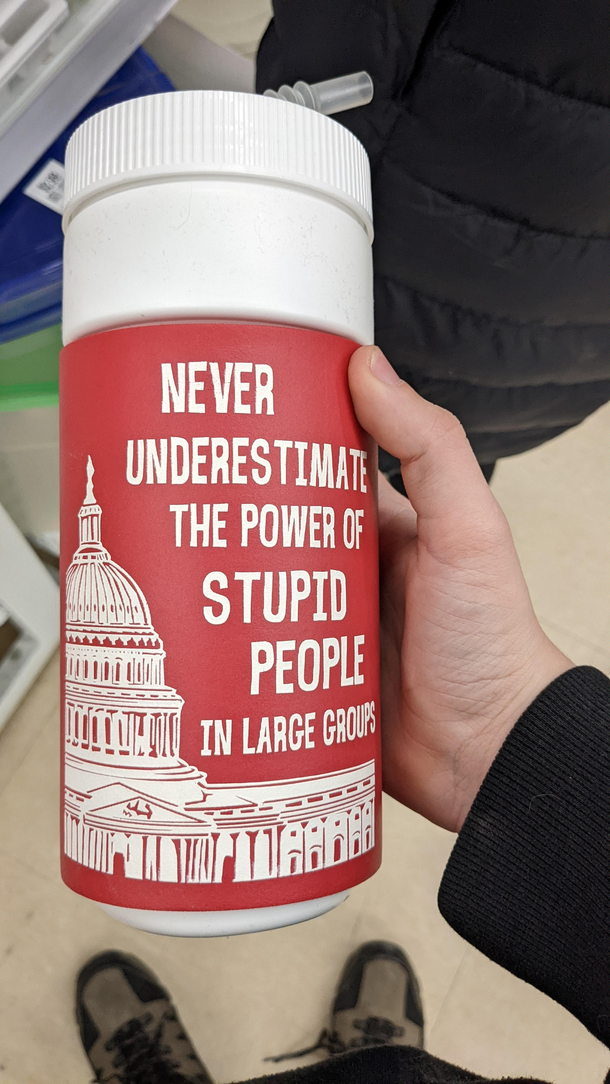 NEVER
UNDERESTIMATE
THE POWER OF
STUPID
PEOPLE
IN LARGE GROUPS